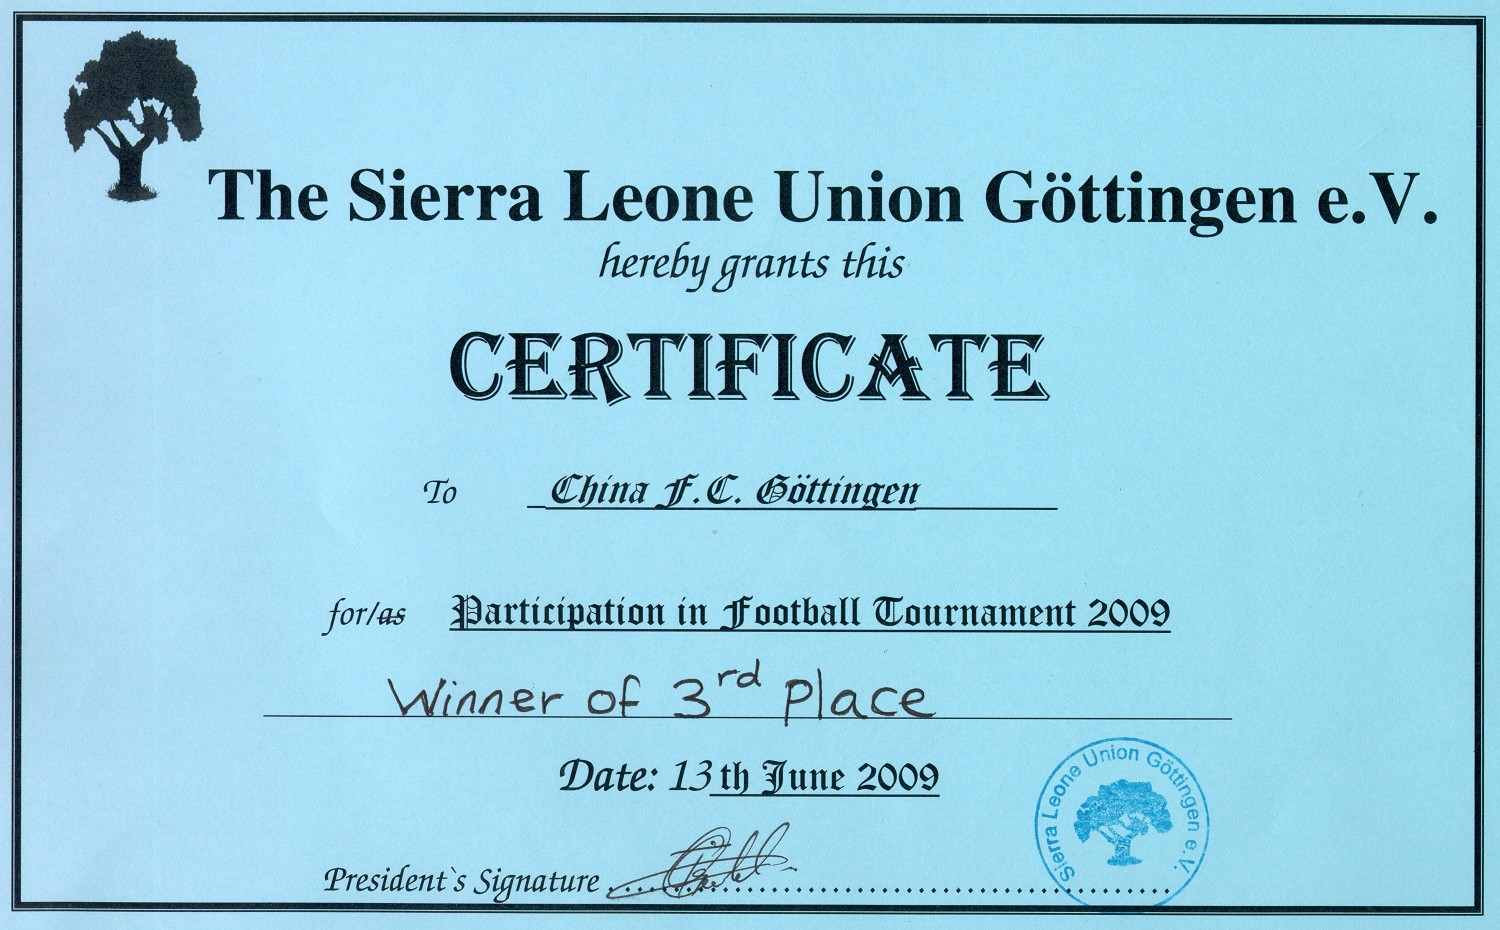 The Sierra Leone Union Göttingen e.V.
hereby grants this
CERTIFICATE
To China F.C. Göttingen
for/as Participation in Football Tournament 2009
Winner of 3rd place
Date: 13th June 2009
Sierra Leone Union Göttingen e.V.
President`s Signature